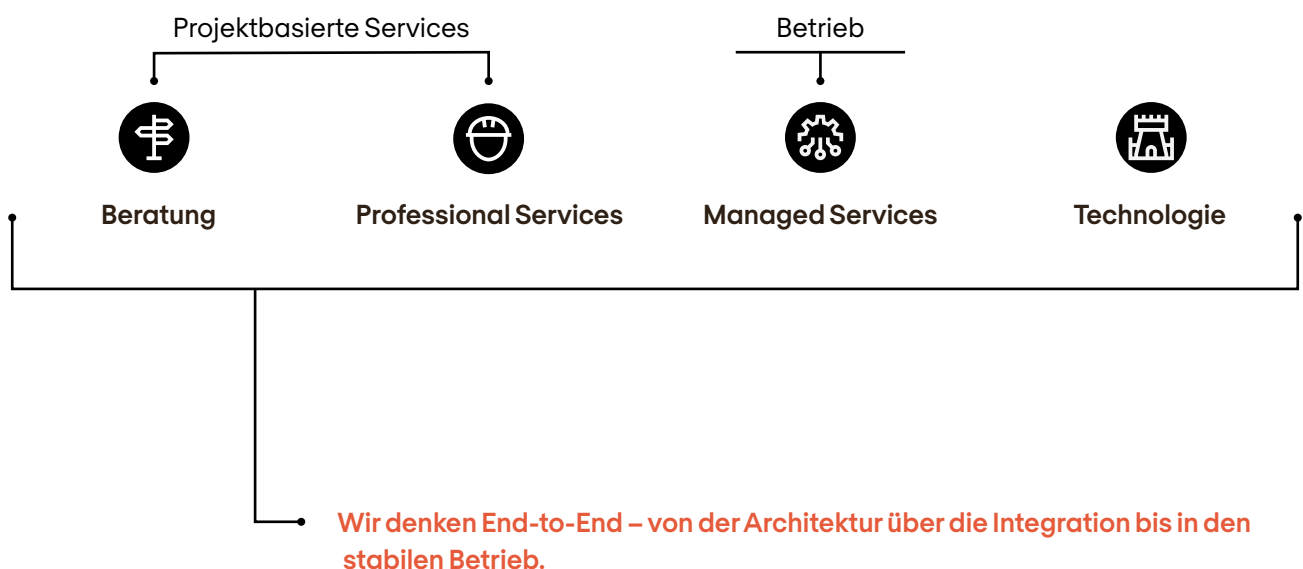 Projektbasierte Services
Betrieb
Beratung
Professional Services
Managed Services
Technologie
Wir denken End-to-End – von der Architektur über die Integration bis in den
stabilen Betrieb.